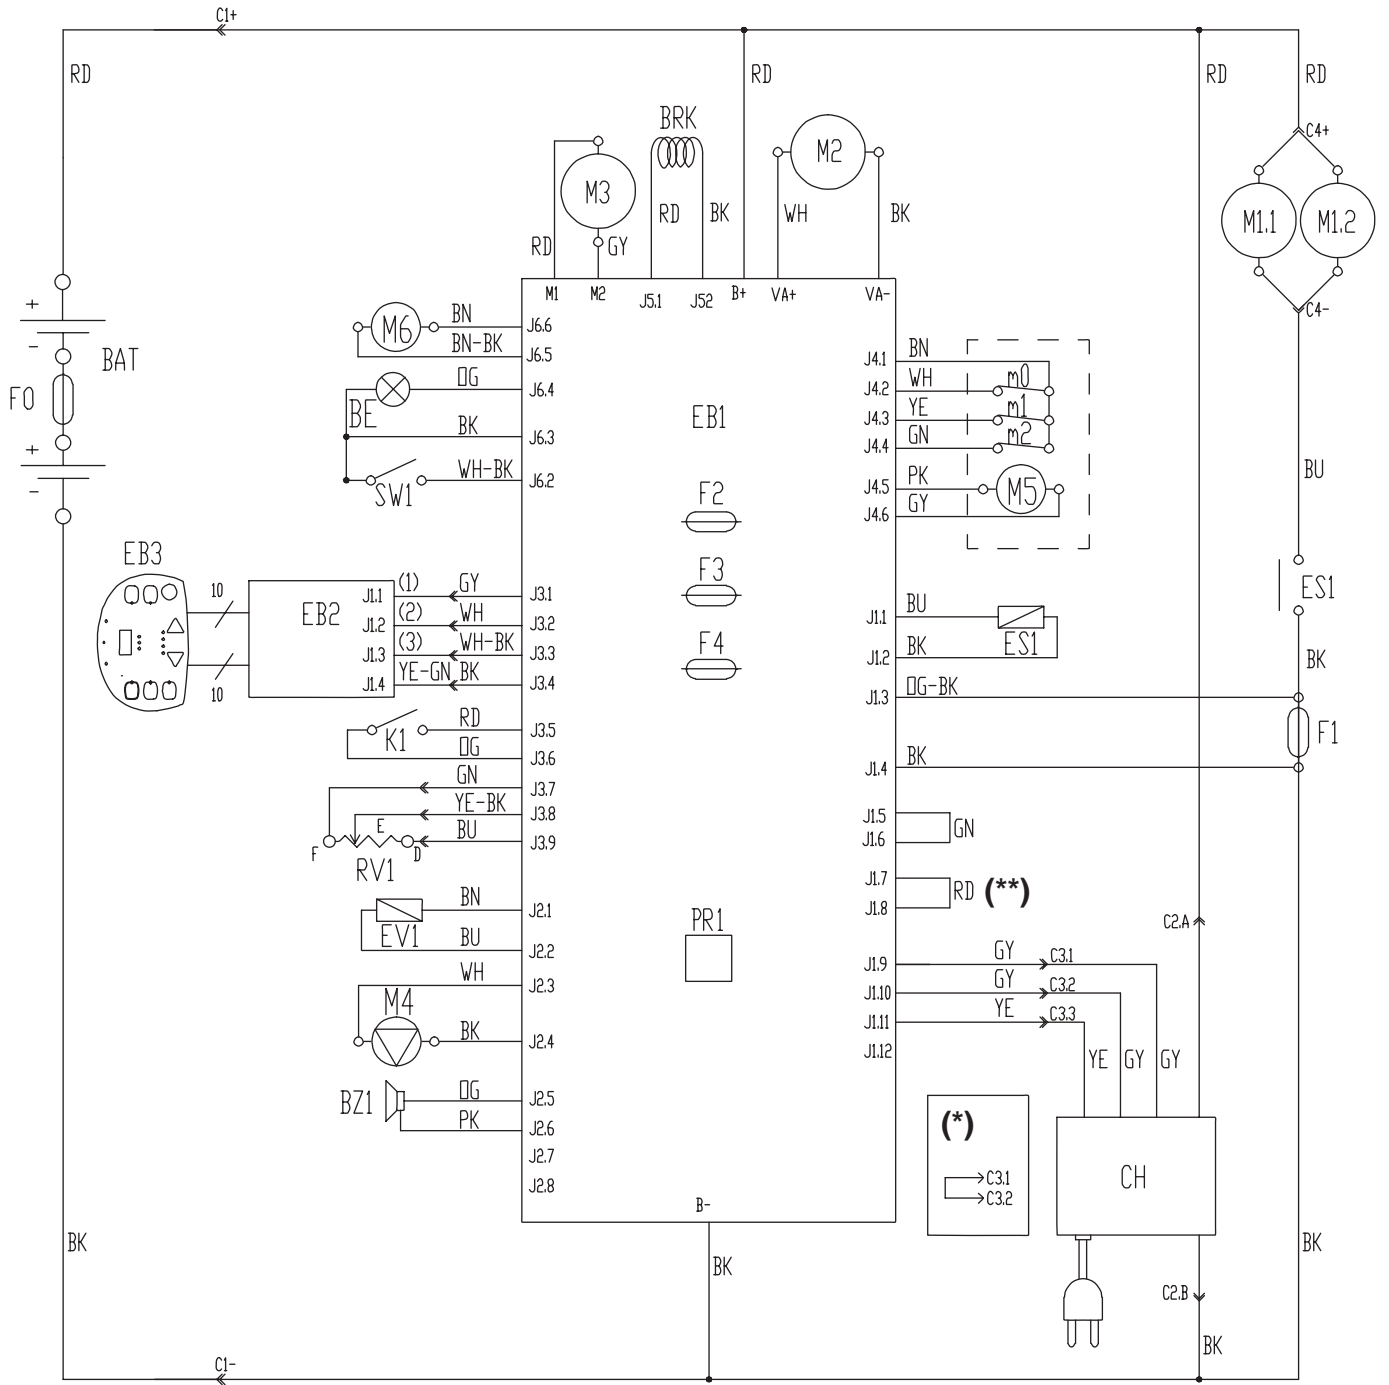 C1+
RD
RD
RD
RD
BRK
C4+
M2
M3
M1.1
M1.2
RD
BK
WH
BK
RD
GY
M1
M2
J5.1
J52
B+
VA+
VA-
C4-
+
-
BAT
F0
+
-
M6
BN
J6.6
BN-BK
J6.5
OG
J6.4
BE
BK
J6.3
WH-BK
J6.2
SW1
EB1
F2
F3
F4
J4.1
BN
J4.2
WH
m0
J4.3
YE
m1
J4.4
GN
m2
J4.5
PK
M5
J4.6
GY
BU
ES1
BK
EB3
10
10
EB2
J1.1
(1)
GY
J3.1
J1.2
(2)
WH
J3.2
J1.3
(3)
WH-BK
J3.3
J1.4
YE-GN
BK
J3.4
J1.1
BU
ES1
J1.2
BK
J1.3
OG-BK
F1
J1.4
BK
K1
RD
J3.5
OG
J3.6
GN
J3.7
YE-BK
J3.8
F
E
D
BU
J3.9
RV1
J1.5
J1.6
GN
J1.7
J1.8
RD (**)
BN
J2.1
EV1
BU
J2.2
WH
J2.3
M4
BK
J2.4
PR1
C2.A
J1.9
GY
C3.1
J1.10
GY
C3.2
J1.11
YE
C3.3
J1.12
YE
GY
GY
BZ1
OG
J2.5
PK
J2.6
J2.7
J2.8
(*)
C3.1
C3.2
CH
B-
BK
BK
BK
C2.B
BK
C1-